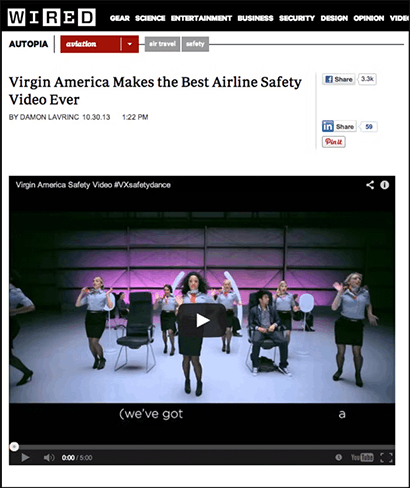 WIRED
GEAR SCIENCE ENTERTAINMENT BUSINESS SECURITY DESIGN OPINION VIDE
AUTOPIA aviation air travel safety
Virgin America Makes the Best Airline Safety
Video Ever
BY DAMON LAVRINC 10.30.13 1:22 PM
f Share 3.3k
in Share 59
Pin it
Virgin America Safety Video #VXsafetydance
(we've got a
0:00 / 5:00 YouTube